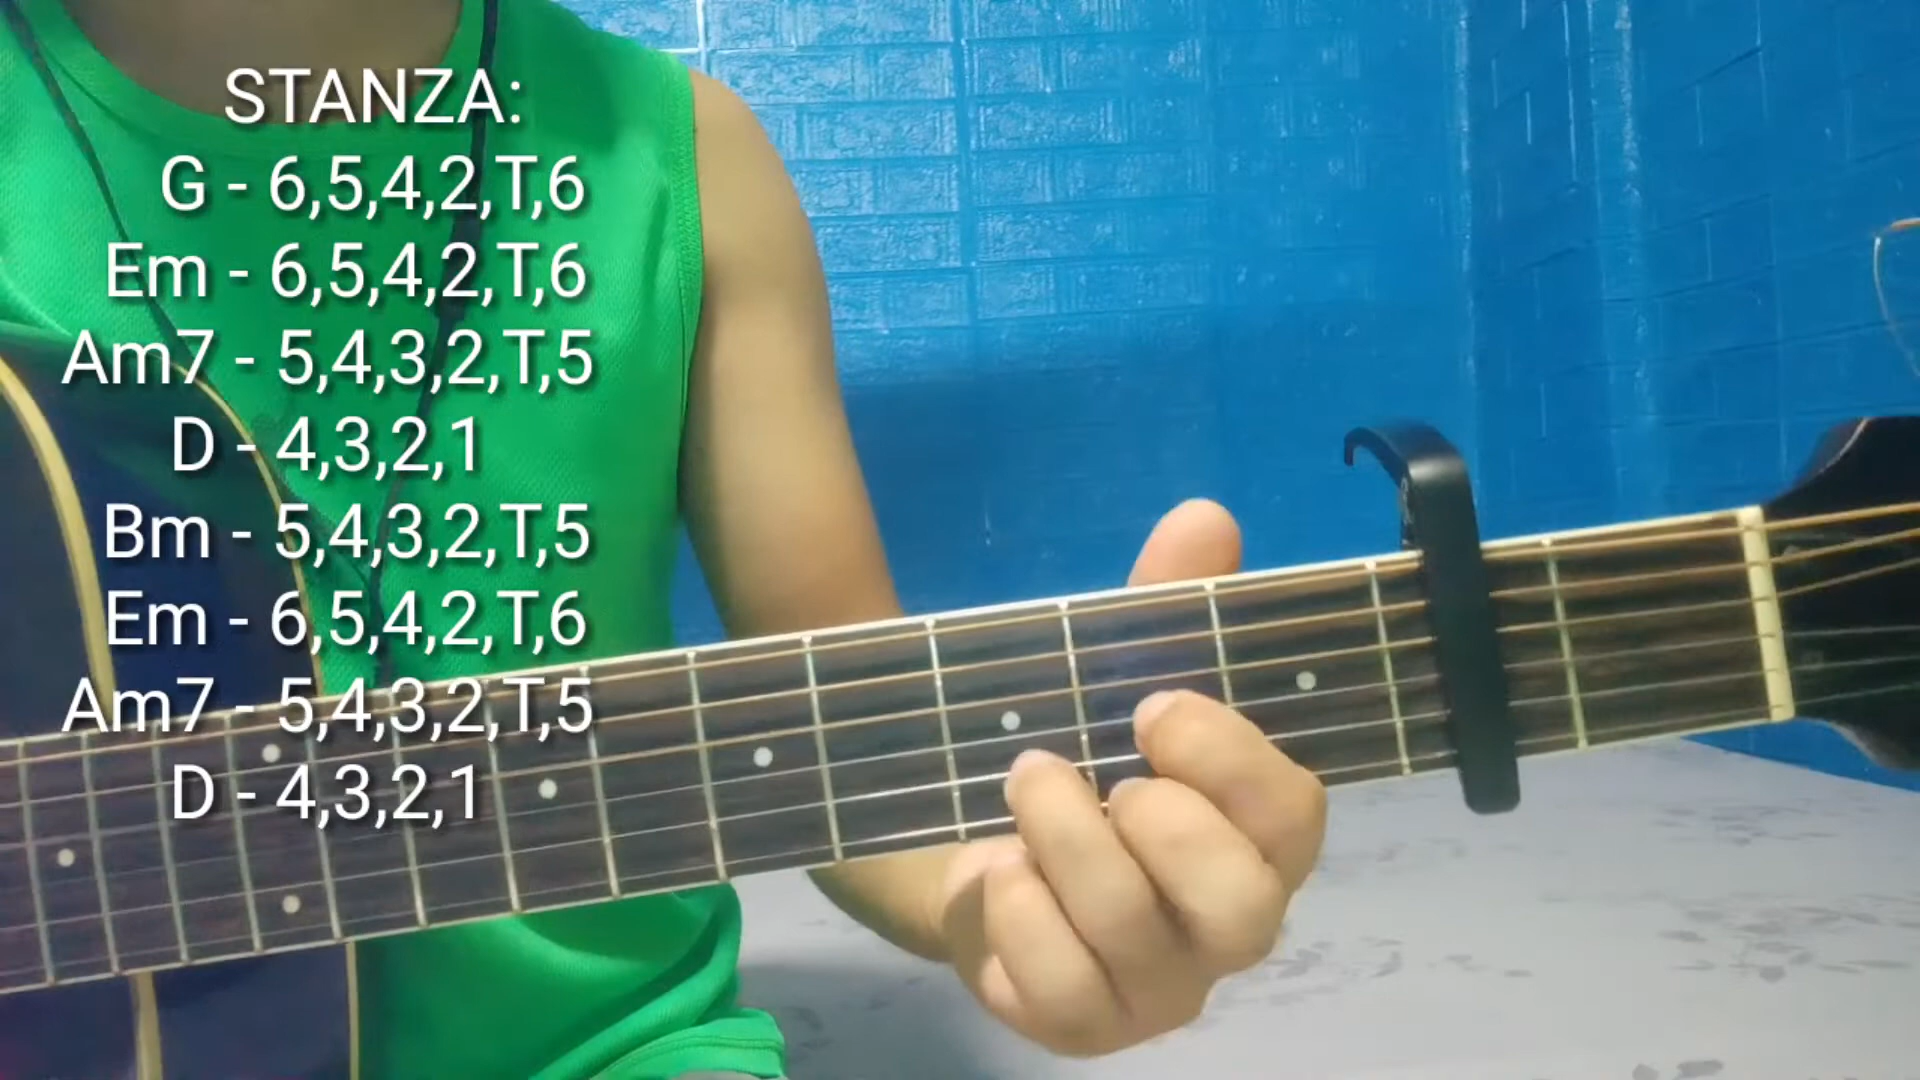 STANZA:
G - 6,5,4,2,T,6
Em - 6,5,4,2,T,6
Am7 - 5,4,3,2,T,5
D - 4,3,2,1
Bm - 5,4,3,2,T,5
Em - 6,5,4,2,T,6
Am7 - 5,4,3,2,T,5
D - 4,3,2,1